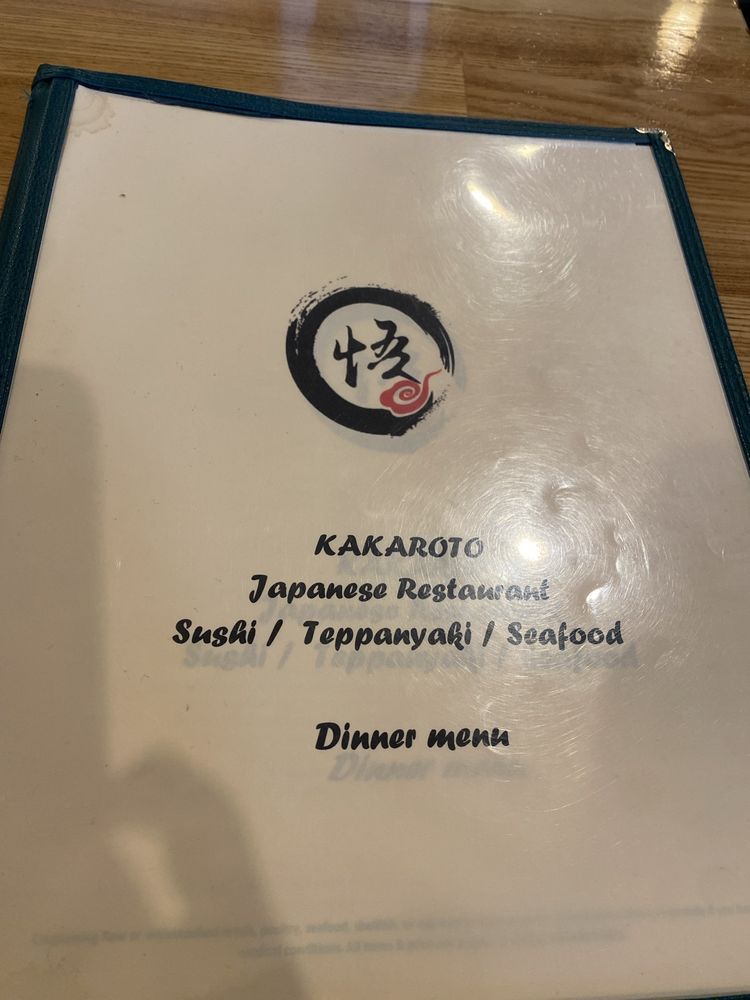 悟
KAKAROTO
Japanese Restaurant
Sushi / Teppanyaki / Seafood
Dinner menu